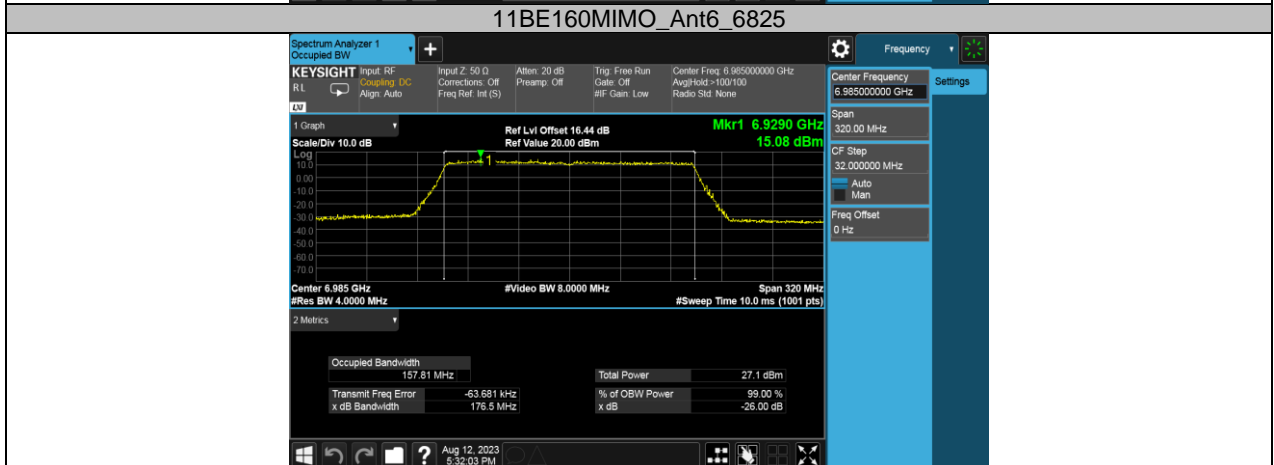 11BE160MIMO_Ant6_6825
Spectrum Analyzer 1
Occupied BW
Frequency
KEYSIGHT
R L
LXI
Input: RF
Coupling: DC
Align: Auto
Input Z: 50 Ω
Corrections: Off
Freq Ref: Int (S)
Atten: 20 dB
Preamp: Off
Trig: Free Run
Gate: Off
#IF Gain: Low
Center Freq: 6.985000000 GHz
Avg|Hold:>100/100
Radio Std: None
Center Frequency
6.985000000 GHz
Settings
Span
320.00 MHz
CF Step
32.000000 MHz
Auto
Man
Freq Offset
0 Hz
1 Graph
Ref Lvl Offset 16.44 dB
Mkr1 6.9290 GHz
Scale/Div 10.0 dB
Ref Value 20.00 dBm
15.08 dBm
Log
10.0
0.00
-10.0
-20.0
-30.0
-40.0
-50.0
-60.0
-70.0
1
Center 6.985 GHz
#Video BW 8.0000 MHz
Span 320 MHz
#Res BW 4.0000 MHz
#Sweep Time 10.0 ms (1001 pts)
2 Metrics
Occupied Bandwidth
157.81 MHz
Total Power 27.1 dBm
Transmit Freq Error -63.681 kHz
% of OBW Power 99.00 %
x dB Bandwidth 176.5 MHz
x dB -26.00 dB
?
Aug 12, 2023
5:32:03 PM